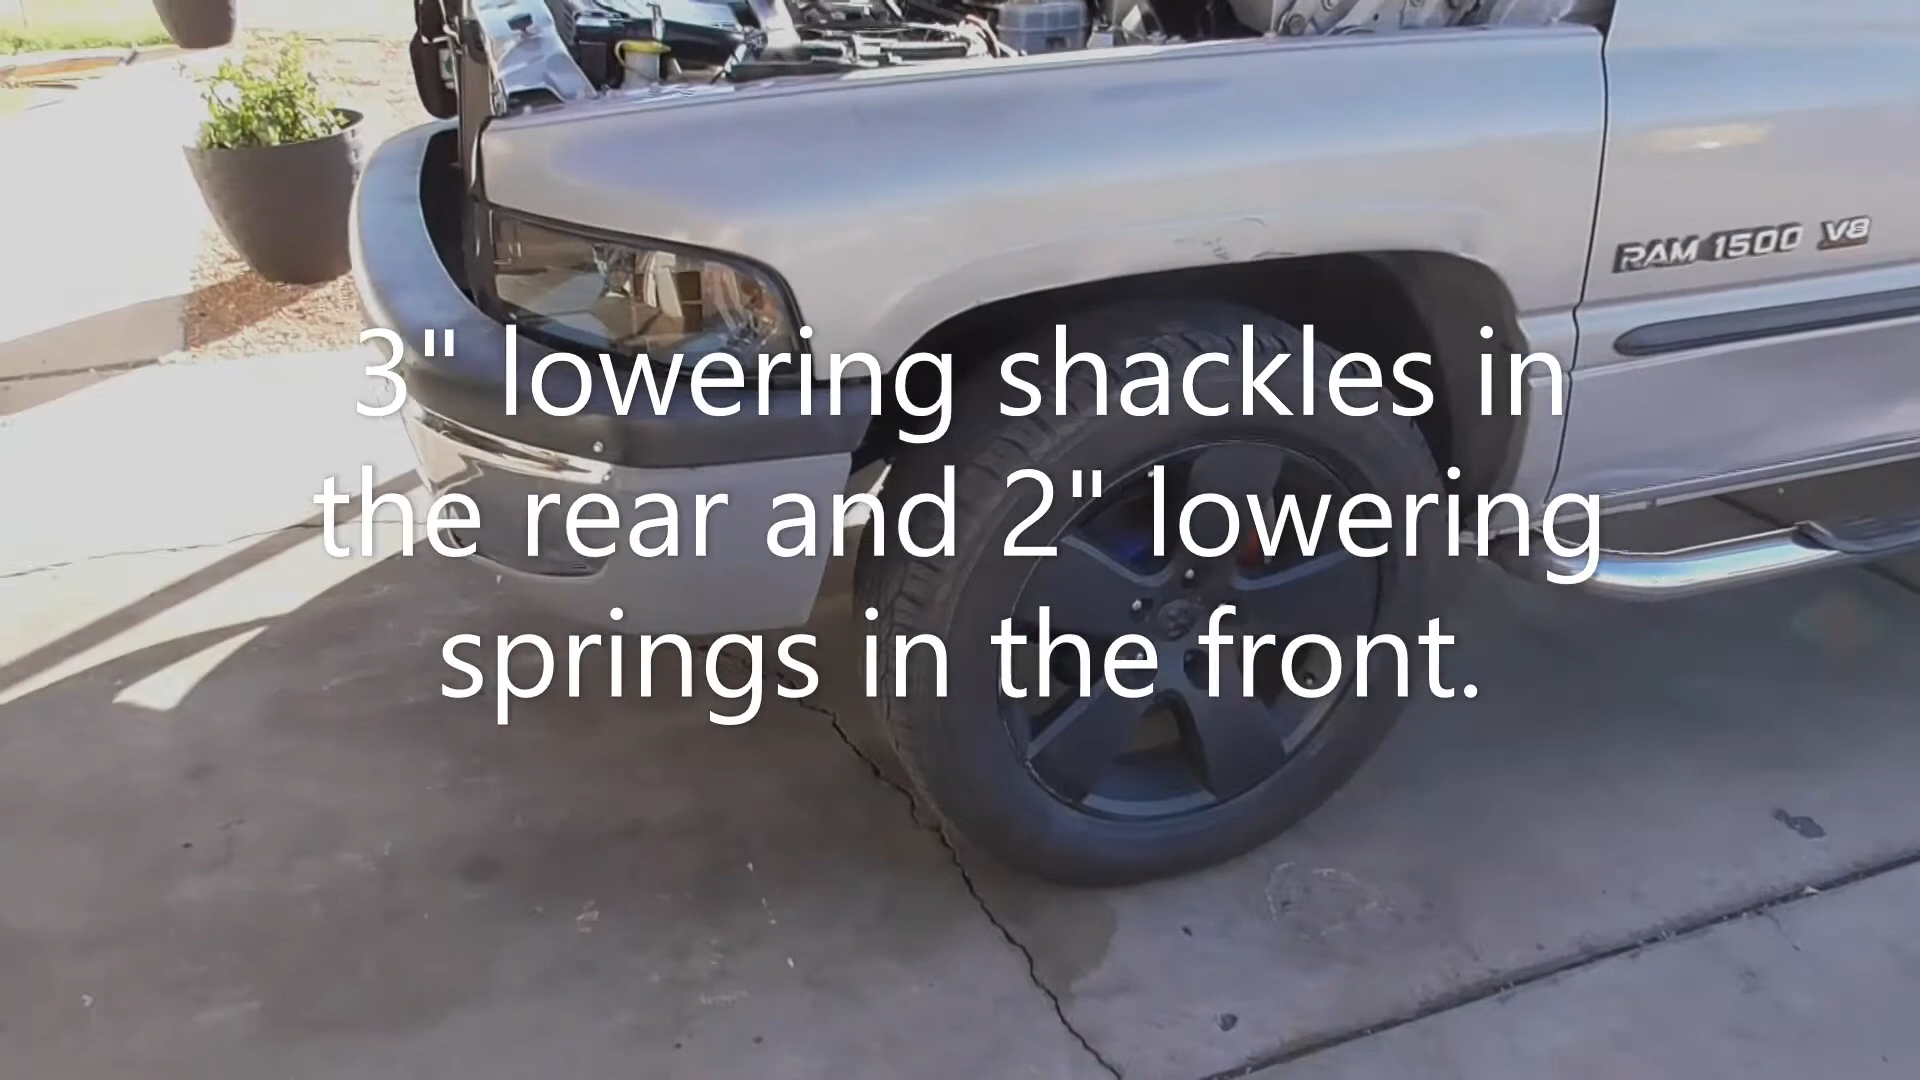 RAM 1500 V8
3" lowering shackles in
the rear and 2" lowering
springs in the front.